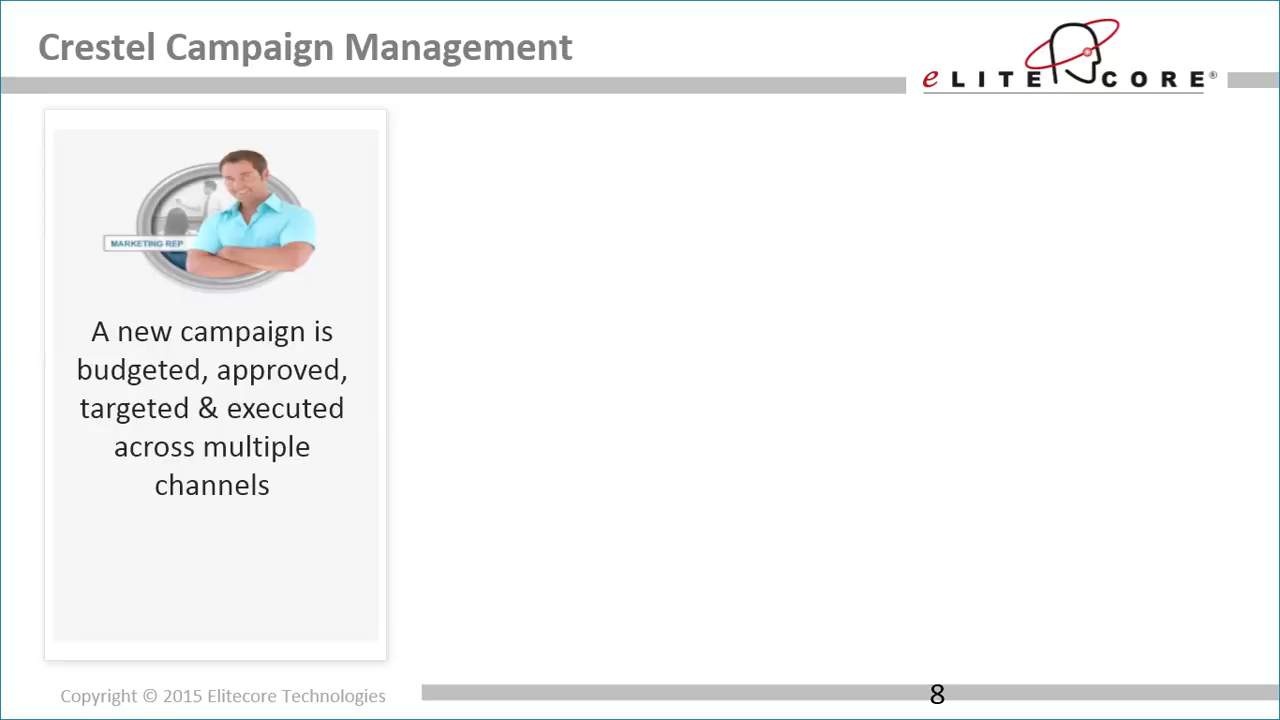 Crestel Campaign Management
eLITECORE®
MARKETING REP
A new campaign is
budgeted, approved,
targeted & executed
across multiple
channels
Copyright © 2015 Elitecore Technologies
8